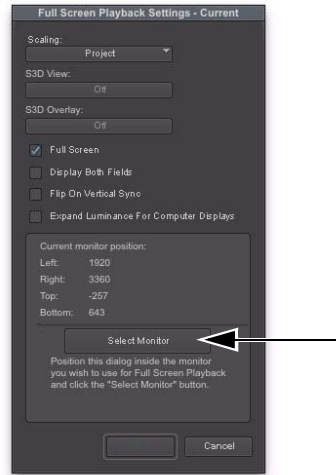 Full Screen Playback Settings - Current
Scaling:
Project
S3D View:
Off
S3D Overlay:
Off
Full Screen
Display Both Fields
Flip On Vertical Sync
Expand Luminance For Computer Displays
Current monitor position:
Left: 1920
Right: 3360
Top: -257
Bottom: 643
Select Monitor
Position this dialog inside the monitor
you wish to use for Full Screen Playback
and click the "Select Monitor" button.
Cancel